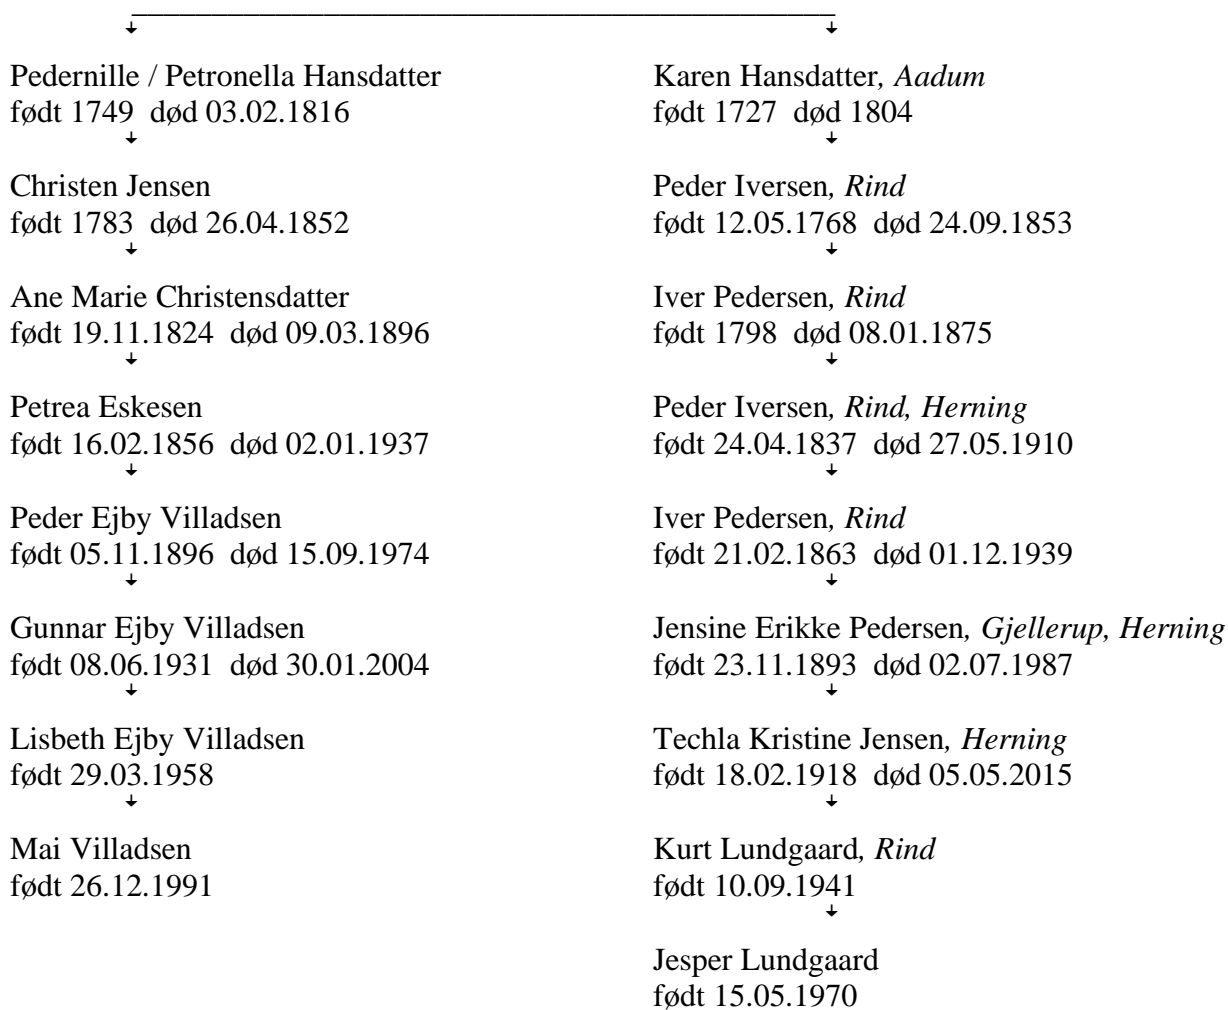 Pedernille / Petronella Hansdatter
født 1749 død 03.02.1816
Christen Jensen
født 1783 død 26.04.1852
Ane Marie Christensdatter
født 19.11.1824 død 09.03.1896
Petrea Eskesen
født 16.02.1856 død 02.01.1937
Peder Ejby Villadsen
født 05.11.1896 død 15.09.1974
Gunnar Ejby Villadsen
født 08.06.1931 død 30.01.2004
Lisbeth Ejby Villadsen
født 29.03.1958
Mai Villadsen
født 26.12.1991
Karen Hansdatter, Aadum
født 1727 død 1804
Peder Iversen, Rind
født 12.05.1768 død 24.09.1853
Iver Pedersen, Rind
født 1798 død 08.01.1875
Peder Iversen, Rind, Herning
født 24.04.1837 død 27.05.1910
Iver Pedersen, Rind
født 21.02.1863 død 01.12.1939
Jensine Erikke Pedersen, Gjellerup, Herning
født 23.11.1893 død 02.07.1987
Techla Kristine Jensen, Herning
født 18.02.1918 død 05.05.2015
Kurt Lundgaard, Rind
født 10.09.1941
Jesper Lundgaard
født 15.05.1970